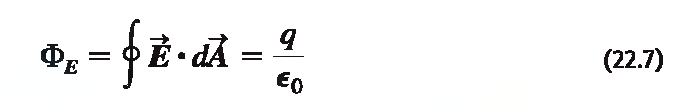 Φ_E = ∮ E⃗ · dA⃗ = q/ϵ₀ (22.7)